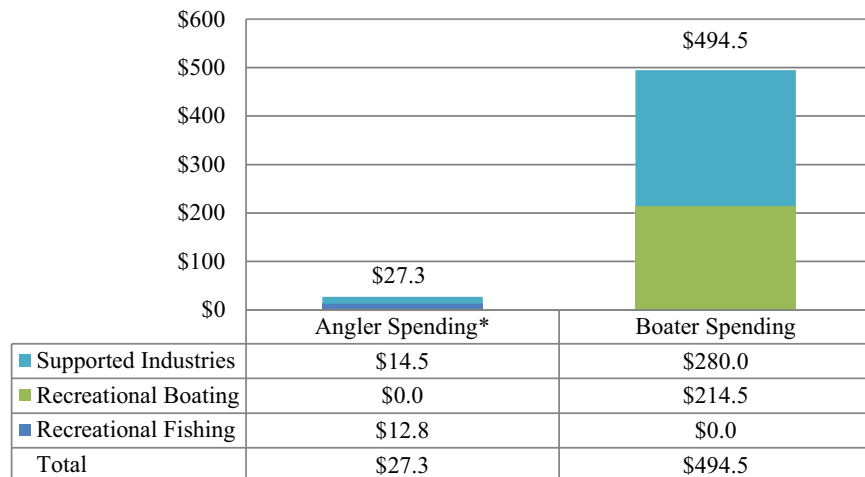 $600
$500
$400
$300
$200
$100
$0
$494.5
$27.3
Angler Spending* Boater Spending
Supported Industries $14.5 $280.0
Recreational Boating $0.0 $214.5
Recreational Fishing $12.8 $0.0
Total $27.3 $494.5